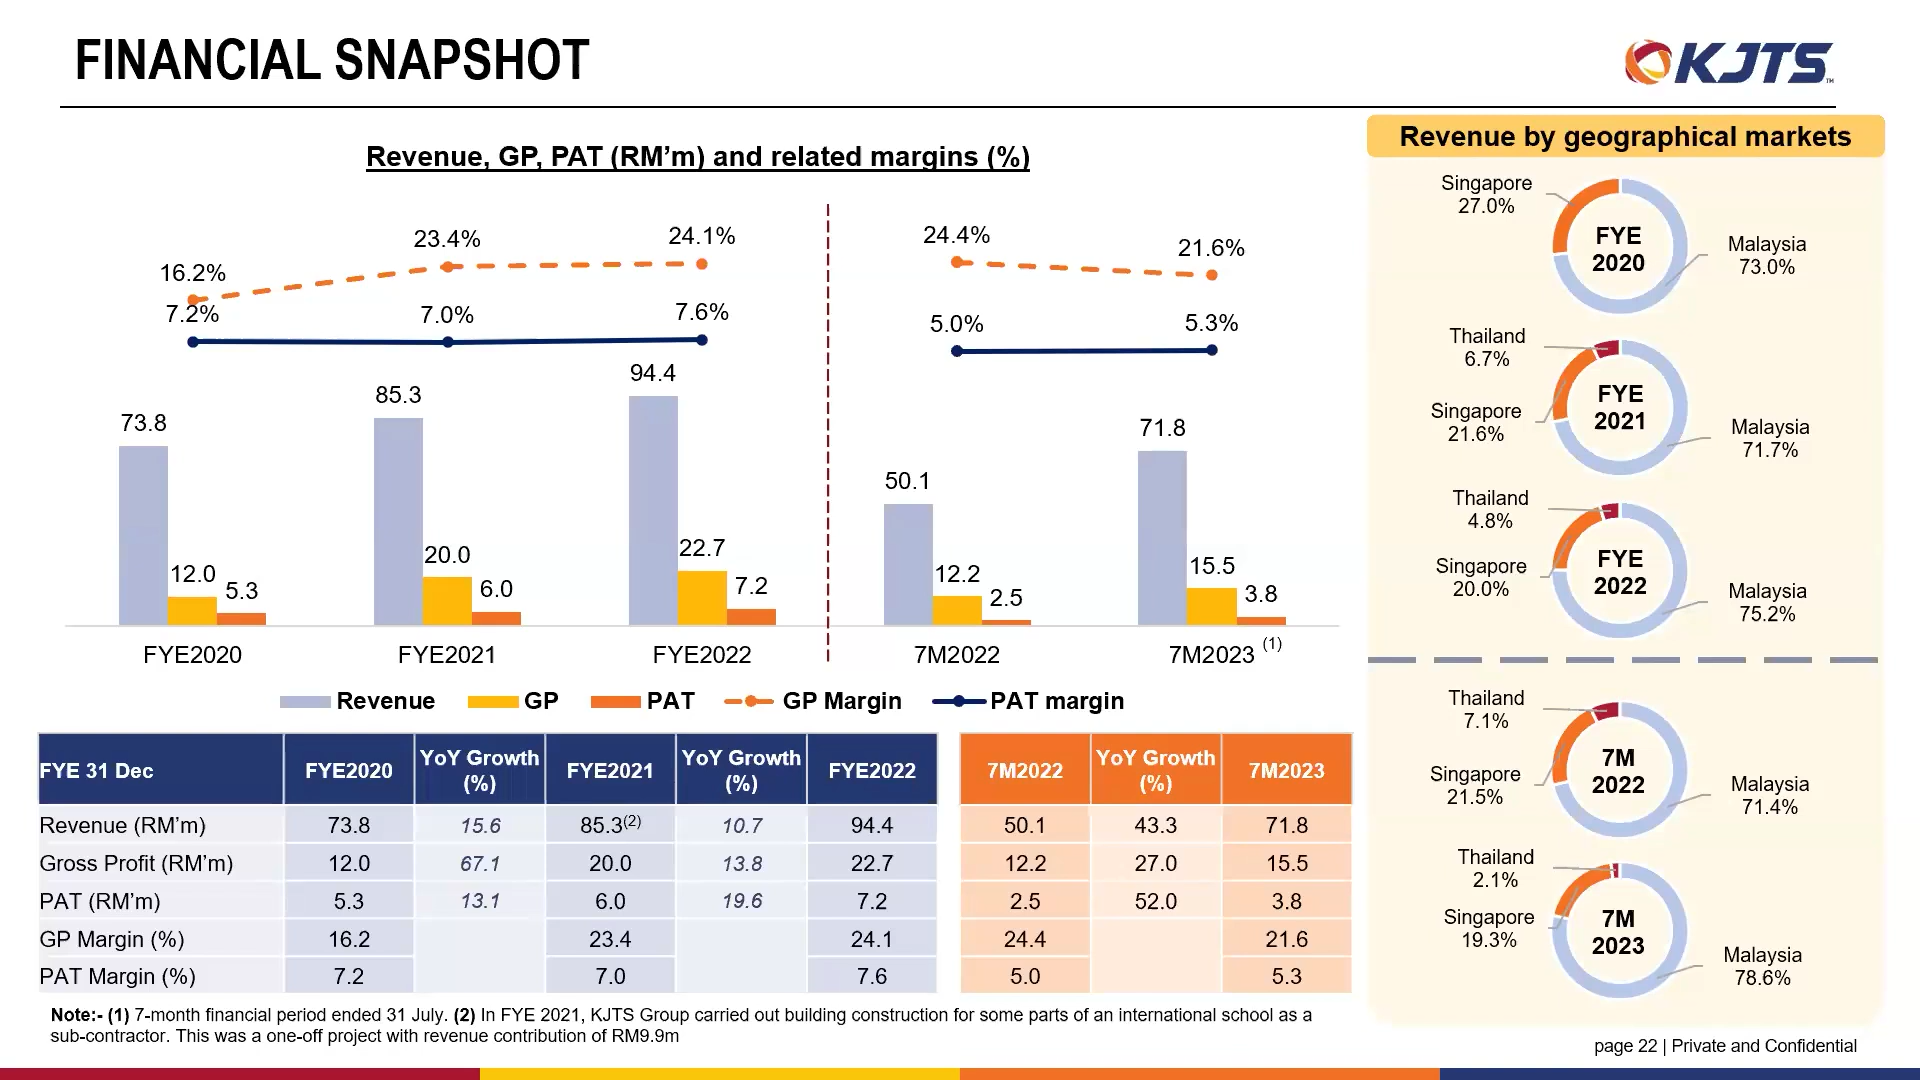 FINANCIAL SNAPSHOT
KJTS™
Revenue, GP, PAT (RM’m) and related margins (%)
16.2%
23.4%
24.1%
24.4%
21.6%
7.2%
7.0%
7.6%
5.0%
5.3%
73.8
85.3
94.4
50.1
71.8
12.0
20.0
22.7
12.2
15.5
5.3
6.0
7.2
2.5
3.8
FYE2020
FYE2021
FYE2022
7M2022
7M2023 (1)
Revenue GP PAT GP Margin PAT margin
FYE 31 Dec FYE2020 YoY Growth (%) FYE2021 YoY Growth (%) FYE2022 7M2022 YoY Growth (%) 7M2023
Revenue (RM’m) 73.8 15.6 85.3(2) 10.7 94.4 50.1 43.3 71.8
Gross Profit (RM’m) 12.0 67.1 20.0 13.8 22.7 12.2 27.0 15.5
PAT (RM’m) 5.3 13.1 6.0 19.6 7.2 2.5 52.0 3.8
GP Margin (%) 16.2 23.4 24.1 24.4 21.6
PAT Margin (%) 7.2 7.0 7.6 5.0 5.3
Note:- (1) 7-month financial period ended 31 July. (2) In FYE 2021, KJTS Group carried out building construction for some parts of an international school as a
sub-contractor. This was a one-off project with revenue contribution of RM9.9m
Revenue by geographical markets
Singapore
27.0%
FYE
2020
Malaysia
73.0%
Thailand
6.7%
Singapore
21.6%
FYE
2021
Malaysia
71.7%
Thailand
4.8%
Singapore
20.0%
FYE
2022
Malaysia
75.2%
Thailand
7.1%
Singapore
21.5%
7M
2022
Malaysia
71.4%
Thailand
2.1%
Singapore
19.3%
7M
2023
Malaysia
78.6%
page 22 | Private and Confidential